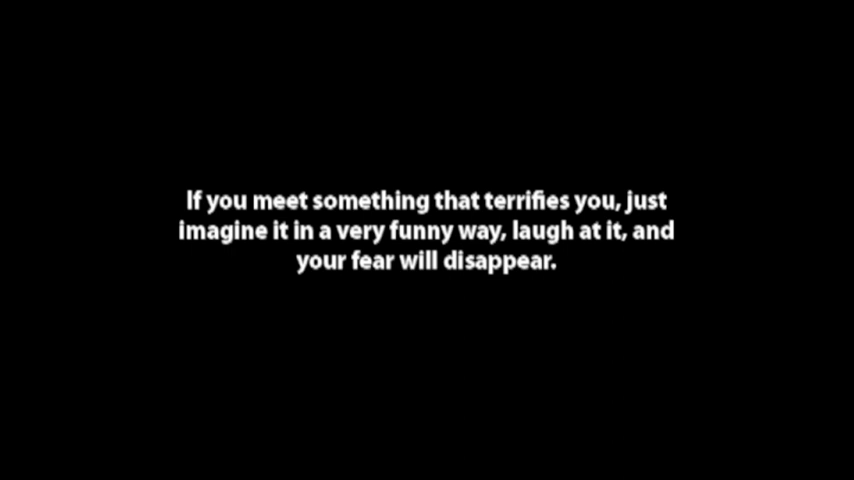 If you meet something that terrifies you, just
imagine it in a very funny way, laugh at it, and
your fear will disappear.